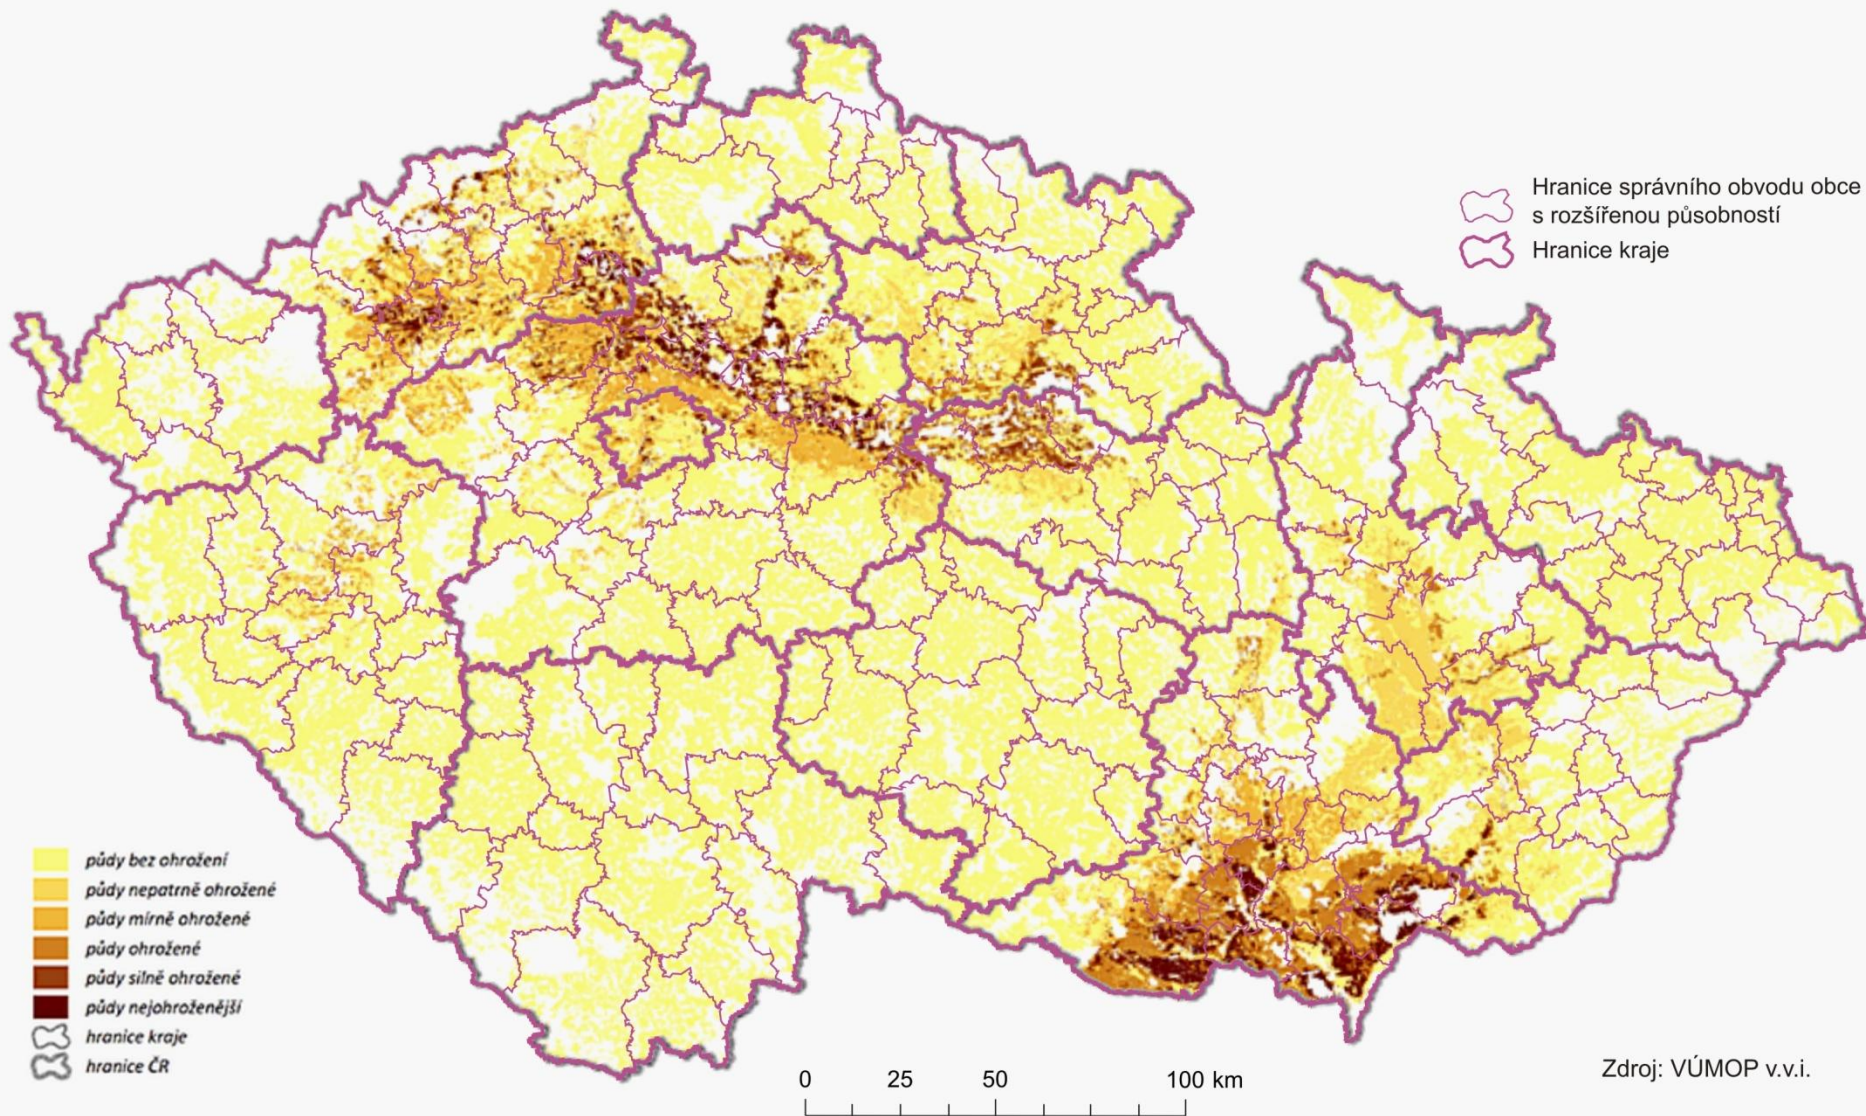 Hranice správního obvodu obce
s rozšířenou působností
Hranice kraje
půdy bez ohrožení
půdy nepatrně ohrožené
půdy mírně ohrožené
půdy ohrožené
půdy silně ohrožené
půdy nejohroženější
hranice kraje
hranice ČR
0 25 50 100 km
Zdroj: VÚMOP v.v.i.